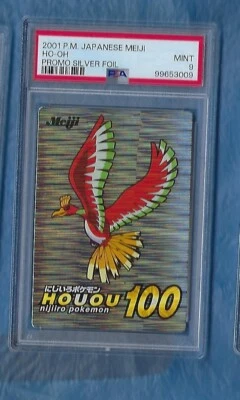 2001 P.M. JAPANESE MEIJI
HO-OH
MINT
PROMO SILVER FOIL
9
PSA
99653009
Meiji
にじいろポケモン
HOUOU 100
nijiiro pokémon